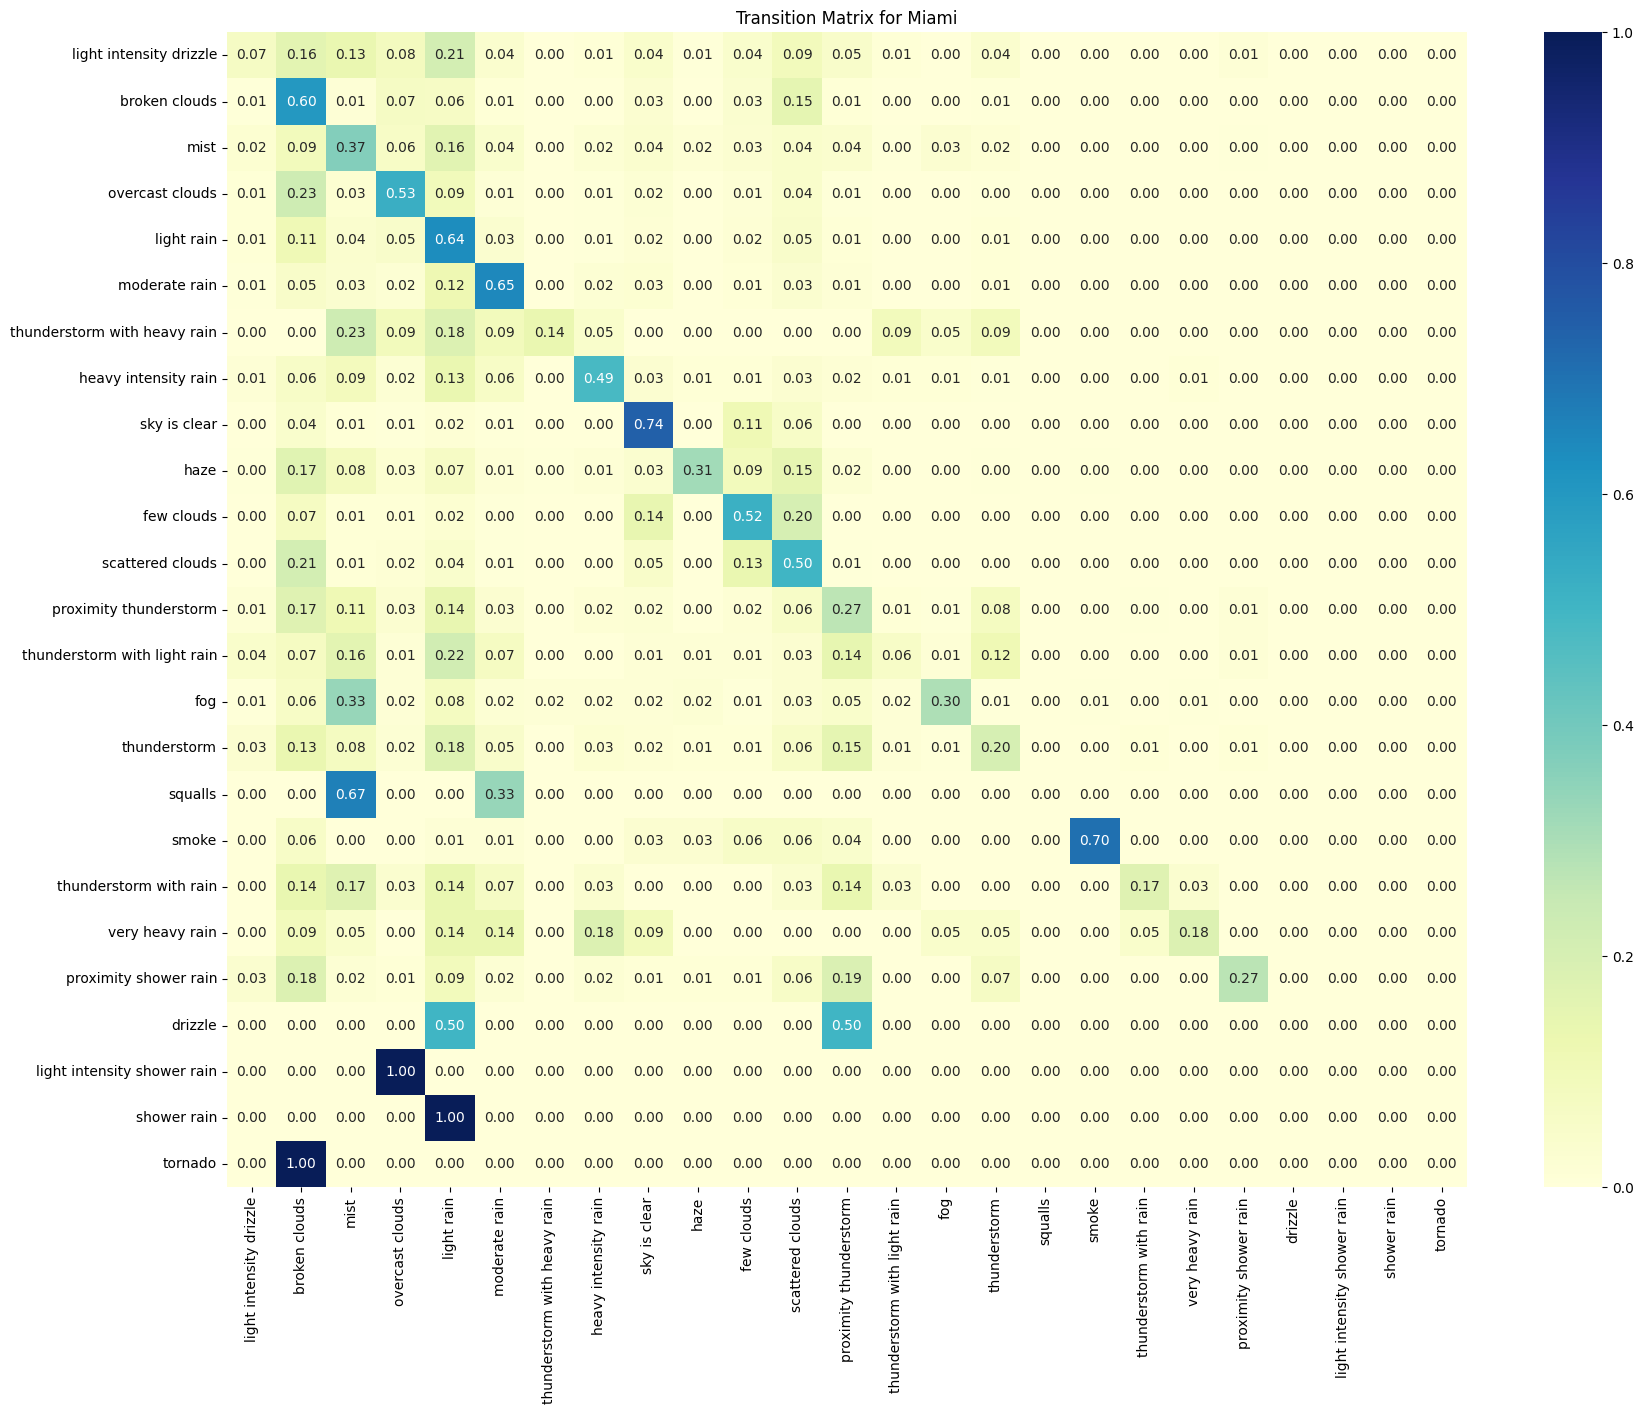 Transition Matrix for Miami
light intensity drizzle 0.07 0.16 0.13 0.08 0.21 0.04 0.00 0.01 0.04 0.01 0.04 0.09 0.05 0.01 0.00 0.04 0.00 0.00 0.00 0.00 0.01 0.00 0.00 0.00 0.00
broken clouds 0.01 0.60 0.01 0.07 0.06 0.01 0.00 0.00 0.03 0.00 0.03 0.15 0.01 0.00 0.00 0.01 0.00 0.00 0.00 0.00 0.00 0.00 0.00 0.00 0.00
mist 0.02 0.09 0.37 0.06 0.16 0.04 0.00 0.02 0.04 0.02 0.03 0.04 0.04 0.00 0.03 0.02 0.00 0.00 0.00 0.00 0.00 0.00 0.00 0.00 0.00
overcast clouds 0.01 0.23 0.03 0.53 0.09 0.01 0.00 0.01 0.02 0.00 0.01 0.04 0.01 0.00 0.00 0.00 0.00 0.00 0.00 0.00 0.00 0.00 0.00 0.00 0.00
light rain 0.01 0.11 0.04 0.05 0.64 0.03 0.00 0.01 0.02 0.00 0.02 0.05 0.01 0.00 0.00 0.01 0.00 0.00 0.00 0.00 0.00 0.00 0.00 0.00 0.00
moderate rain 0.01 0.05 0.03 0.02 0.12 0.65 0.00 0.02 0.03 0.00 0.01 0.03 0.01 0.00 0.00 0.01 0.00 0.00 0.00 0.00 0.00 0.00 0.00 0.00 0.00
thunderstorm with heavy rain 0.00 0.00 0.23 0.09 0.18 0.09 0.14 0.05 0.00 0.00 0.00 0.00 0.00 0.09 0.05 0.09 0.00 0.00 0.00 0.00 0.00 0.00 0.00 0.00 0.00
heavy intensity rain 0.01 0.06 0.09 0.02 0.13 0.06 0.00 0.49 0.03 0.01 0.01 0.03 0.02 0.01 0.01 0.01 0.00 0.00 0.00 0.01 0.00 0.00 0.00 0.00 0.00
sky is clear 0.00 0.04 0.01 0.01 0.02 0.01 0.00 0.00 0.74 0.00 0.11 0.06 0.00 0.00 0.00 0.00 0.00 0.00 0.00 0.00 0.00 0.00 0.00 0.00 0.00
haze 0.00 0.17 0.08 0.03 0.07 0.01 0.00 0.01 0.03 0.31 0.09 0.15 0.02 0.00 0.00 0.01 0.00 0.00 0.00 0.00 0.00 0.00 0.00 0.00 0.00
few clouds 0.00 0.07 0.01 0.01 0.02 0.00 0.00 0.00 0.14 0.00 0.52 0.20 0.00 0.00 0.00 0.00 0.00 0.00 0.00 0.00 0.00 0.00 0.00 0.00 0.00
scattered clouds 0.00 0.21 0.01 0.02 0.04 0.01 0.00 0.00 0.05 0.00 0.13 0.50 0.01 0.00 0.00 0.00 0.00 0.00 0.00 0.00 0.00 0.00 0.00 0.00 0.00
proximity thunderstorm 0.01 0.17 0.11 0.03 0.14 0.03 0.00 0.02 0.02 0.00 0.02 0.06 0.27 0.01 0.01 0.08 0.00 0.00 0.00 0.00 0.01 0.00 0.00 0.00 0.00
thunderstorm with light rain 0.04 0.07 0.16 0.01 0.22 0.07 0.00 0.00 0.01 0.01 0.01 0.03 0.14 0.06 0.01 0.12 0.00 0.00 0.00 0.00 0.01 0.00 0.00 0.00 0.00
fog 0.01 0.06 0.33 0.02 0.08 0.02 0.02 0.02 0.02 0.02 0.01 0.03 0.05 0.02 0.30 0.01 0.00 0.01 0.00 0.01 0.00 0.00 0.00 0.00 0.00
thunderstorm 0.03 0.13 0.08 0.02 0.18 0.05 0.00 0.03 0.02 0.01 0.01 0.06 0.15 0.01 0.01 0.20 0.00 0.00 0.01 0.00 0.01 0.00 0.00 0.00 0.00
squalls 0.00 0.00 0.67 0.00 0.00 0.33 0.00 0.00 0.00 0.00 0.00 0.00 0.00 0.00 0.00 0.00 0.00 0.00 0.00 0.00 0.00 0.00 0.00 0.00 0.00
smoke 0.00 0.06 0.00 0.00 0.01 0.01 0.00 0.00 0.03 0.03 0.06 0.06 0.04 0.00 0.00 0.00 0.00 0.70 0.00 0.00 0.00 0.00 0.00 0.00 0.00
thunderstorm with rain 0.00 0.14 0.17 0.03 0.14 0.07 0.00 0.03 0.00 0.00 0.00 0.03 0.14 0.03 0.00 0.00 0.00 0.00 0.17 0.03 0.00 0.00 0.00 0.00 0.00
very heavy rain 0.00 0.09 0.05 0.00 0.14 0.14 0.00 0.18 0.09 0.00 0.00 0.00 0.00 0.00 0.05 0.05 0.00 0.00 0.05 0.18 0.00 0.00 0.00 0.00 0.00
proximity shower rain 0.03 0.18 0.02 0.01 0.09 0.02 0.00 0.02 0.01 0.01 0.01 0.06 0.19 0.00 0.00 0.07 0.00 0.00 0.00 0.00 0.27 0.00 0.00 0.00 0.00
drizzle 0.00 0.00 0.00 0.00 0.50 0.00 0.00 0.00 0.00 0.00 0.00 0.00 0.50 0.00 0.00 0.00 0.00 0.00 0.00 0.00 0.00 0.00 0.00 0.00 0.00
light intensity shower rain 0.00 0.00 0.00 1.00 0.00 0.00 0.00 0.00 0.00 0.00 0.00 0.00 0.00 0.00 0.00 0.00 0.00 0.00 0.00 0.00 0.00 0.00 0.00 0.00 0.00
shower rain 0.00 0.00 0.00 0.00 1.00 0.00 0.00 0.00 0.00 0.00 0.00 0.00 0.00 0.00 0.00 0.00 0.00 0.00 0.00 0.00 0.00 0.00 0.00 0.00 0.00
tornado 0.00 1.00 0.00 0.00 0.00 0.00 0.00 0.00 0.00 0.00 0.00 0.00 0.00 0.00 0.00 0.00 0.00 0.00 0.00 0.00 0.00 0.00 0.00 0.00 0.00
light intensity drizzle
broken clouds
mist
overcast clouds
light rain
moderate rain
thunderstorm with heavy rain
heavy intensity rain
sky is clear
haze
few clouds
scattered clouds
proximity thunderstorm
thunderstorm with light rain
fog
thunderstorm
squalls
smoke
thunderstorm with rain
very heavy rain
proximity shower rain
drizzle
light intensity shower rain
shower rain
tornado
1.0
0.8
0.6
0.4
0.2
0.0